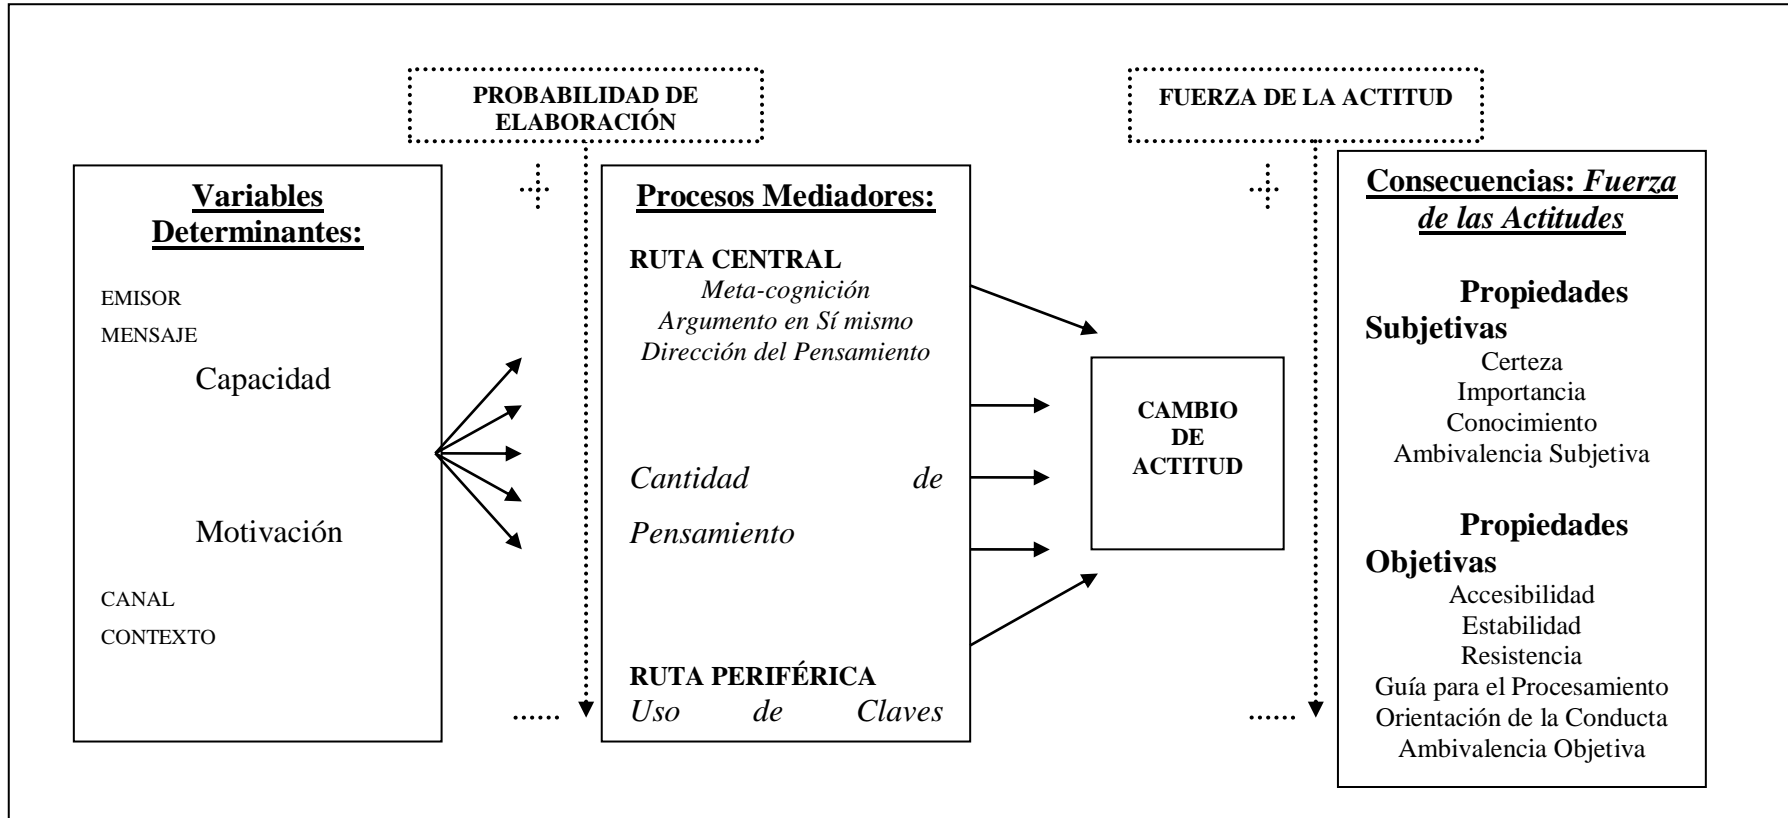 PROBABILIDAD DE
ELABORACIÓN
FUERZA DE LA ACTITUD
Variables
Determinantes:
EMISOR
MENSAJE
Capacidad
Motivación
CANAL
CONTEXTO
Procesos Mediadores:
RUTA CENTRAL
Meta-cognición
Argumento en Sí mismo
Dirección del Pensamiento
Cantidad de
Pensamiento
RUTA PERIFÉRICA
Uso de Claves
CAMBIO
DE
ACTITUD
Consecuencias: Fuerza
de las Actitudes
Propiedades
Subjetivas
Certeza
Importancia
Conocimiento
Ambivalencia Subjetiva
Propiedades
Objetivas
Accesibilidad
Estabilidad
Resistencia
Guía para el Procesamiento
Orientación de la Conducta
Ambivalencia Objetiva